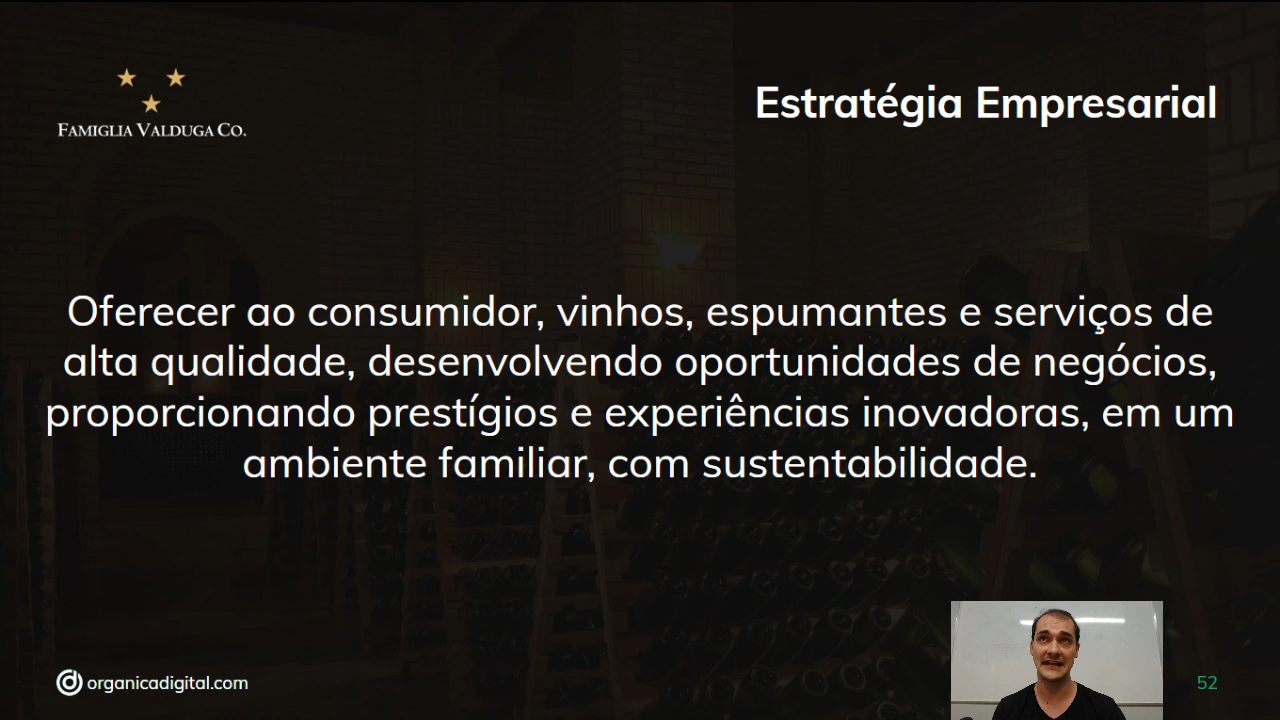 FAMIGLIA VALDUGA CO.
Estratégia Empresarial
Oferecer ao consumidor, vinhos, espumantes e serviços de
alta qualidade, desenvolvendo oportunidades de negócios,
proporcionando prestígios e experiências inovadoras, em um
ambiente familiar, com sustentabilidade.
organicadigital.com
52